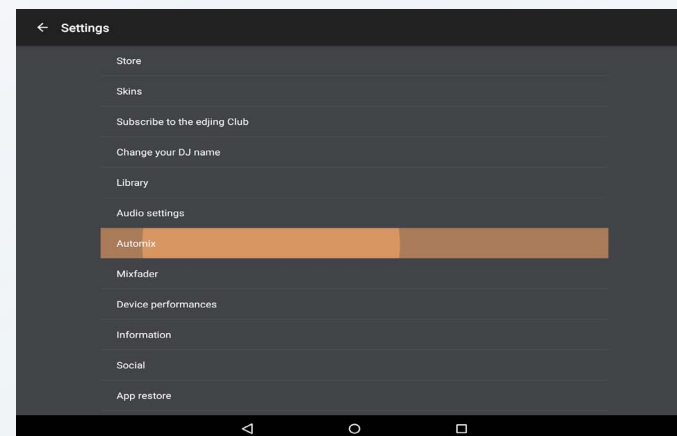 Settings
Store
Skins
Subscribe to the edjing Club
Change your DJ name
Library
Audio settings
Automix
Mixfader
Device performances
Information
Social
App restore